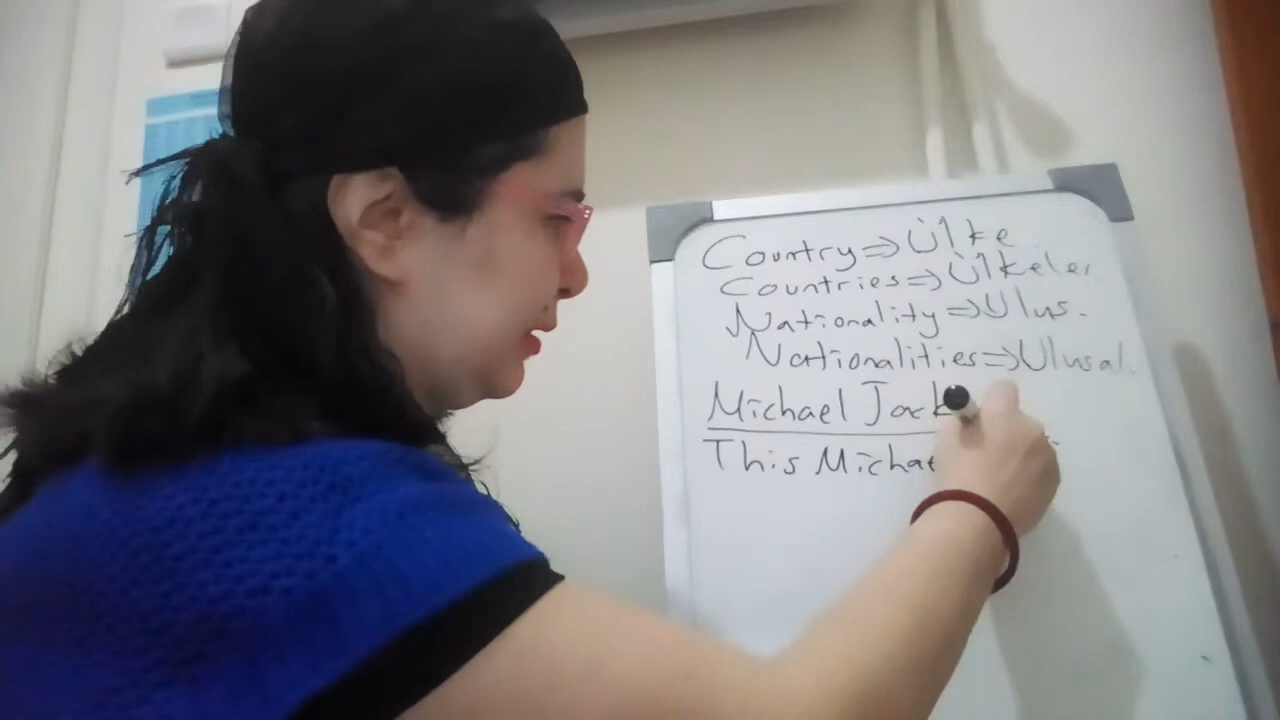 Country⇒Ülke
Countries⇒Ülkeler
Nationality⇒Ulus.
Nationalities⇒Ulusal.
Michael Jack
This Michae